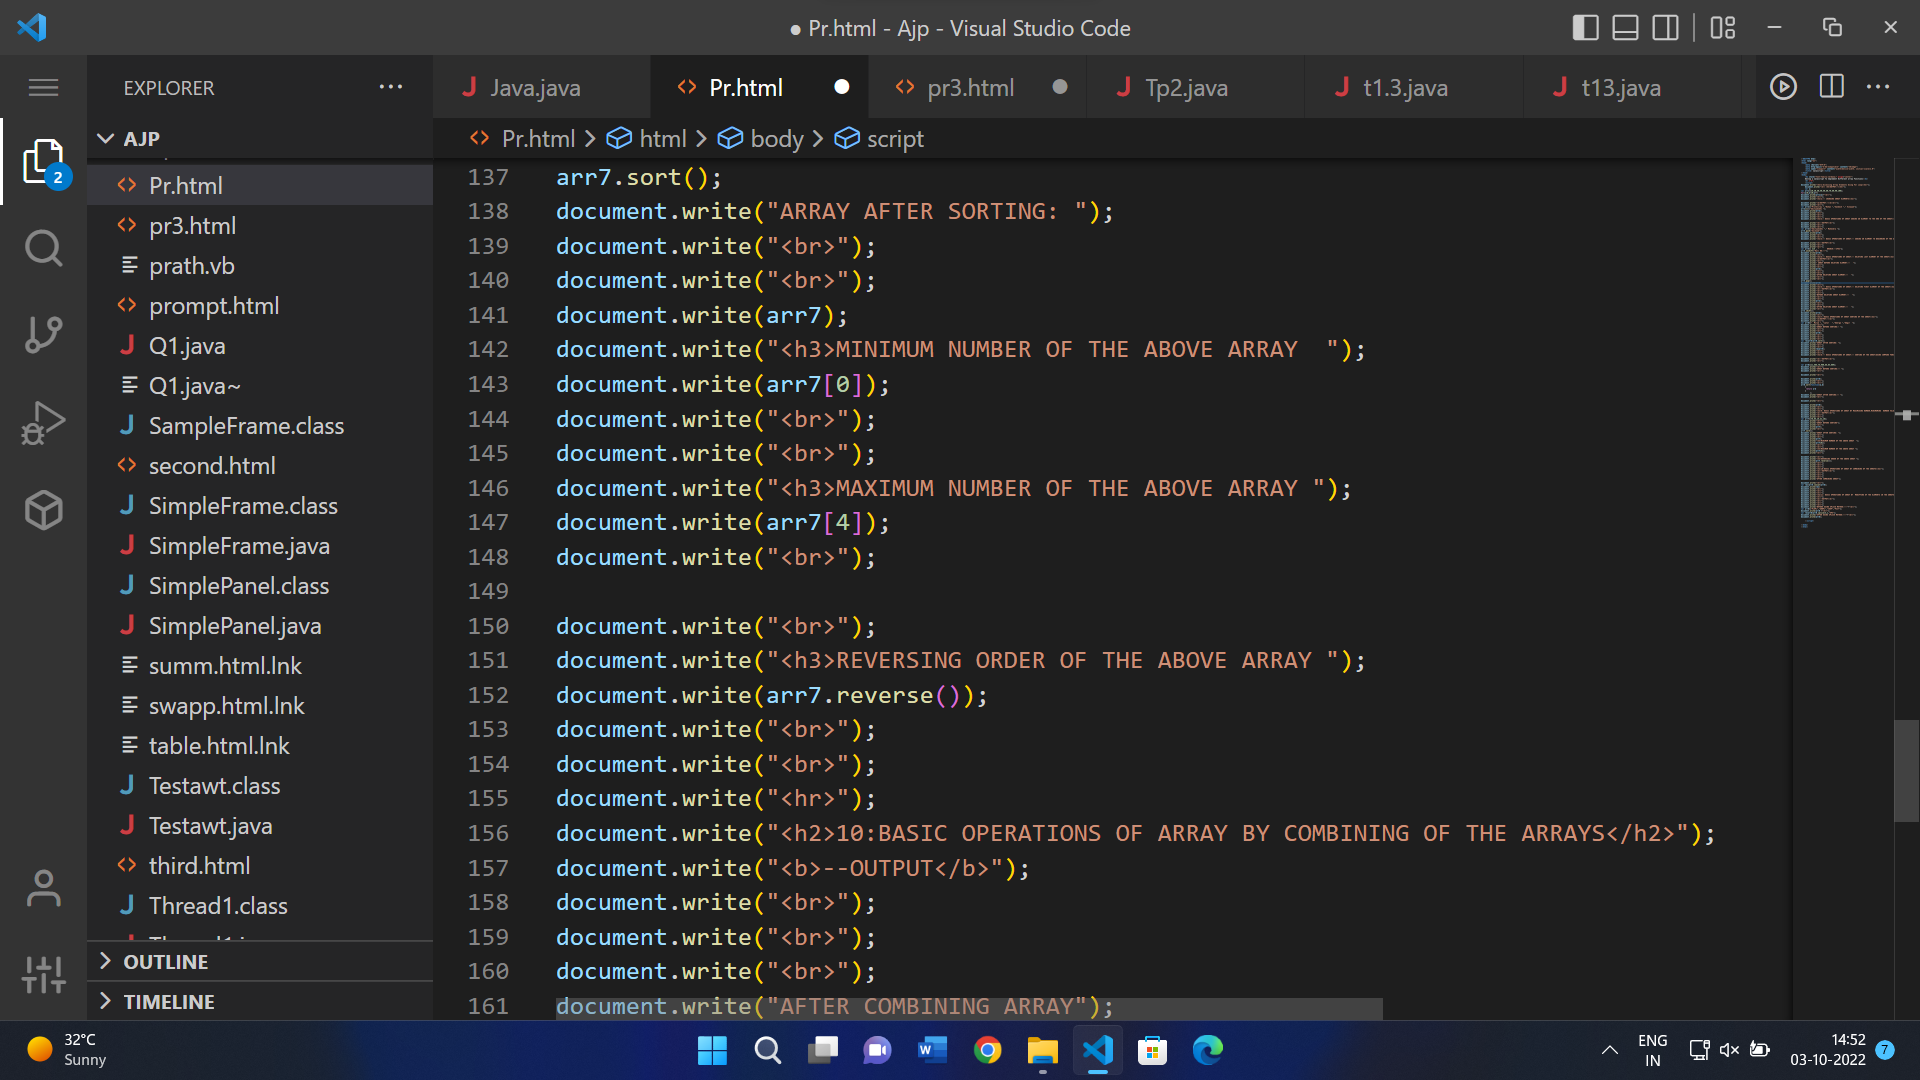 ● Pr.html - Ajp - Visual Studio Code
EXPLORER
Java.java
Pr.html
pr3.html
Tp2.java
t1.3.java
t13.java
AJP
Pr.html > html > body > script
2
Pr.html
pr3.html
prath.vb
prompt.html
Q1.java
Q1.java~
SampleFrame.class
second.html
SimpleFrame.class
SimpleFrame.java
SimplePanel.class
SimplePanel.java
summ.html.lnk
swapp.html.lnk
table.html.lnk
Testawt.class
Testawt.java
third.html
Thread1.class
OUTLINE
TIMELINE
137 arr7.sort();
138 document.write("ARRAY AFTER SORTING: ");
139 document.write("<br>");
140 document.write("<br>");
141 document.write(arr7);
142 document.write("<h3>MINIMUM NUMBER OF THE ABOVE ARRAY  ");
143 document.write(arr7[0]);
144 document.write("<br>");
145 document.write("<br>");
146 document.write("<h3>MAXIMUM NUMBER OF THE ABOVE ARRAY ");
147 document.write(arr7[4]);
148 document.write("<br>");
149
150 document.write("<br>");
151 document.write("<h3>REVERSING ORDER OF THE ABOVE ARRAY ");
152 document.write(arr7.reverse());
153 document.write("<br>");
154 document.write("<br>");
155 document.write("<hr>");
156 document.write("<h2>10:BASIC OPERATIONS OF ARRAY BY COMBINING OF THE ARRAYS</h2>");
157 document.write("<b>--OUTPUT</b>");
158 document.write("<br>");
159 document.write("<br>");
160 document.write("<br>");
161 document.write("AFTER COMBINING ARRAY");
32°C
Sunny
ENG
IN
14:52
03-10-2022
7